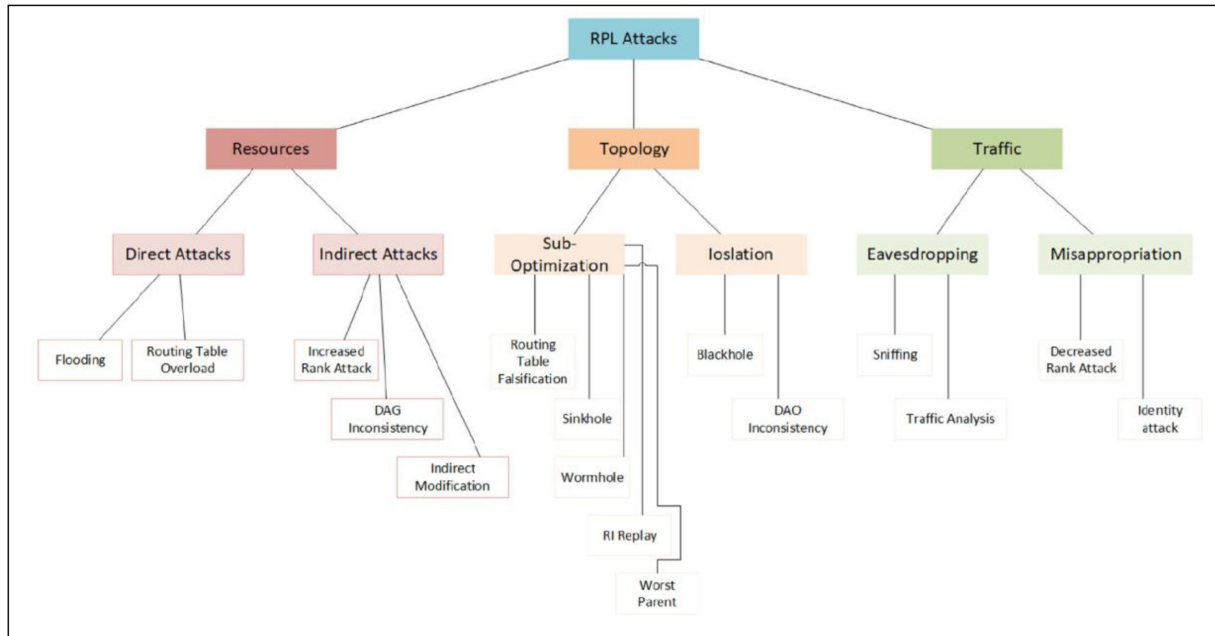 RPL Attacks
Resources
Topology
Traffic
Direct Attacks
Indirect Attacks
Sub-
Optimization
Ioslation
Eavesdropping
Misappropriation
Flooding
Routing Table
Overload
Increased
Rank Attack
DAG
Inconsistency
Indirect
Modification
Routing
Table
Falsification
Sinkhole
Wormhole
RI Replay
Worst
Parent
Blackhole
DAO
Inconsistency
Sniffing
Traffic Analysis
Decreased
Rank Attack
Identity
attack